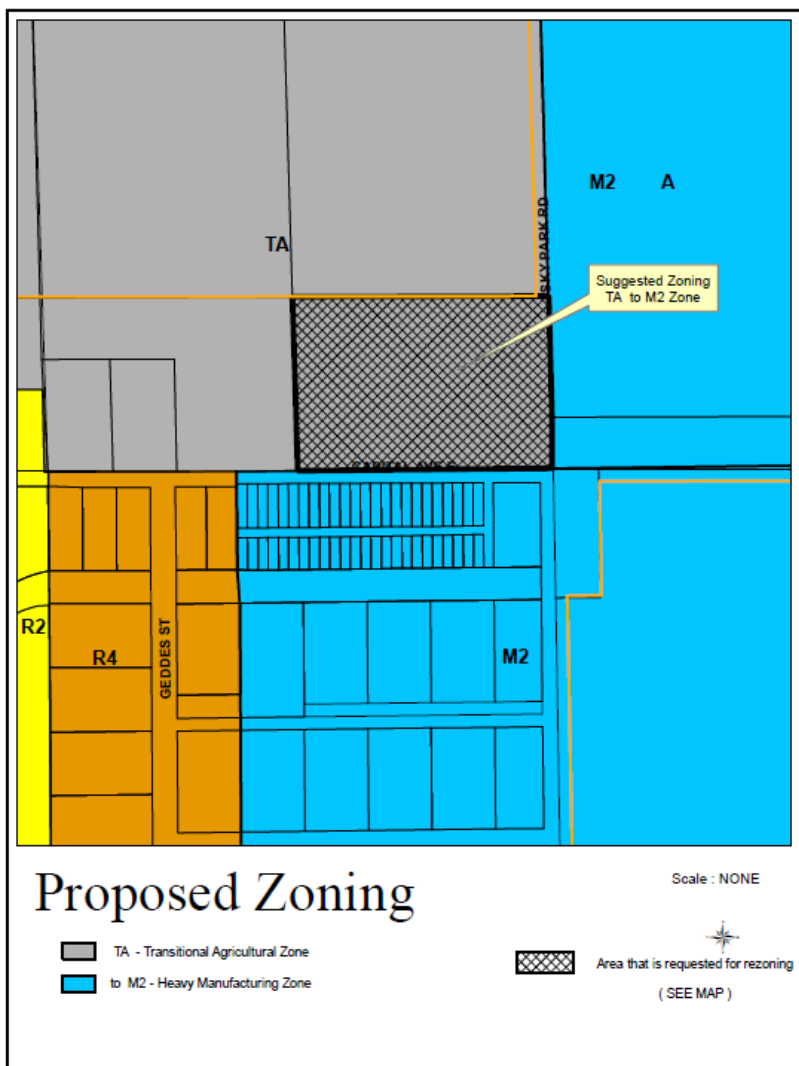 M2 A
SKY PARK RD
TA
Suggested Zoning
TA to M2 Zone
R2
R4
GEDDES ST
M2
Proposed Zoning
Scale : NONE
TA - Transitional Agricultural Zone
to M2 - Heavy Manufacturing Zone
Area that is requested for rezoning
( SEE MAP )